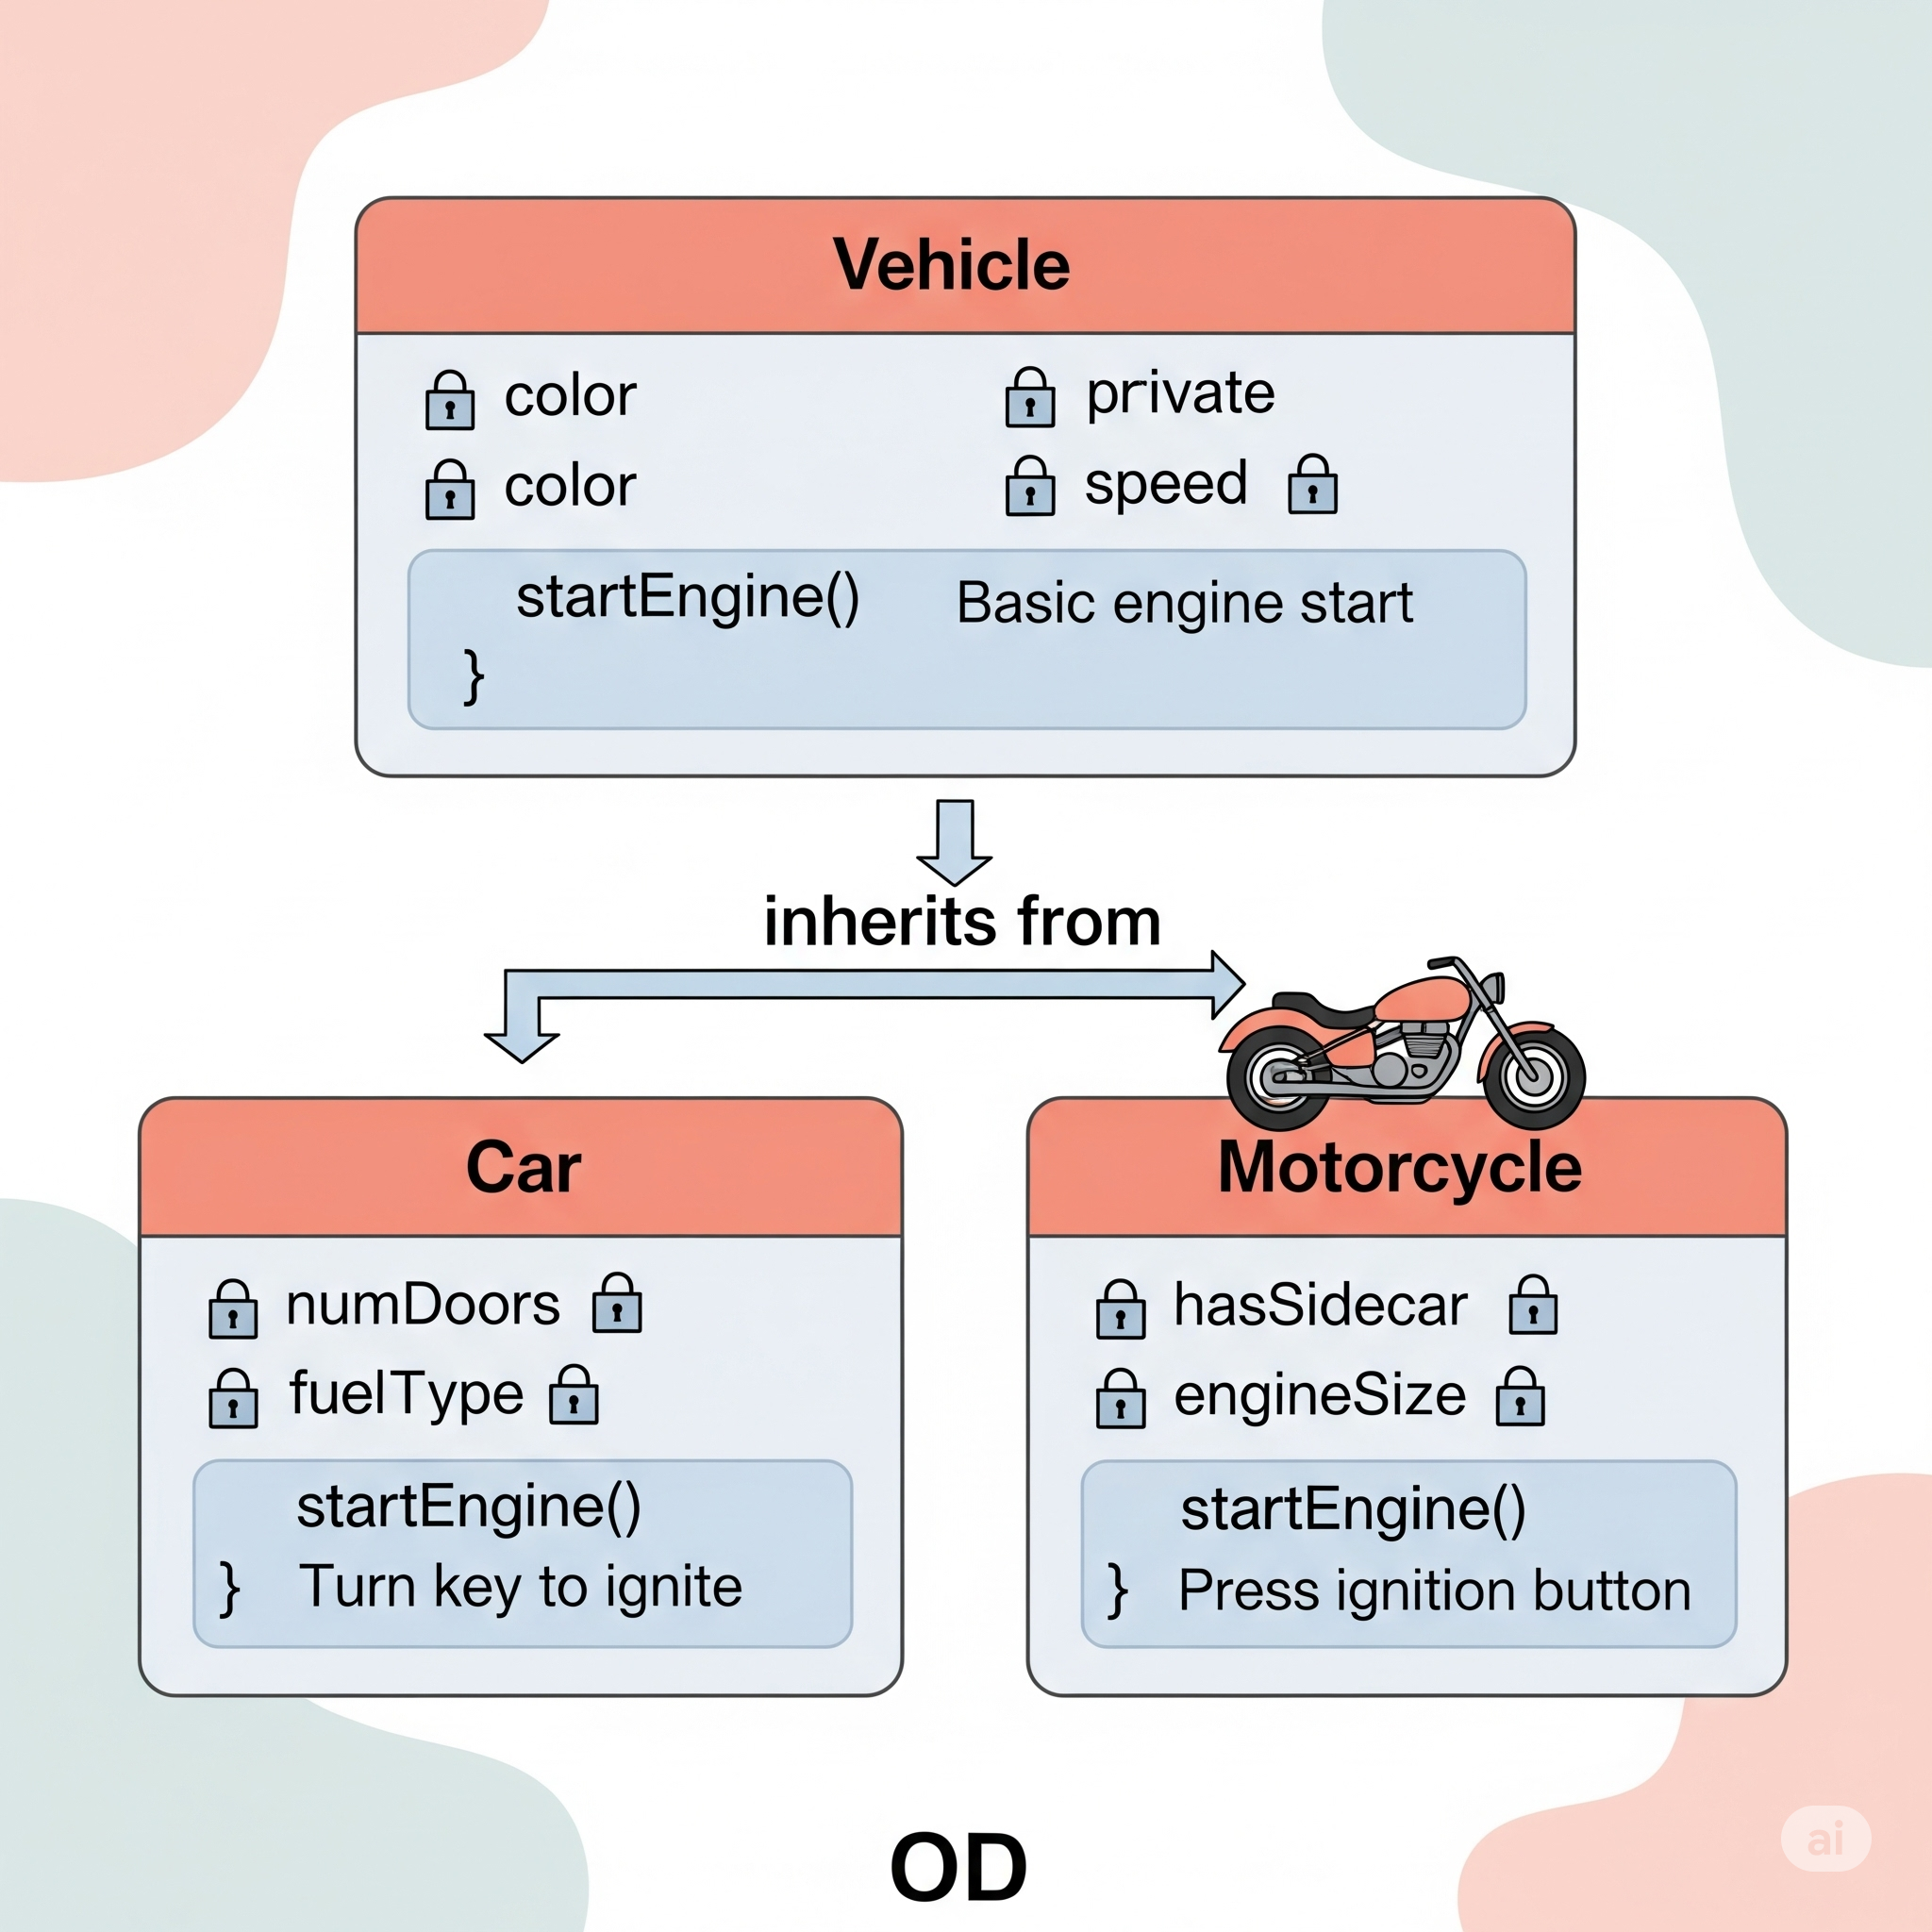 Vehicle
color private
color speed
startEngine() Basic engine start
}
inherits from
Car
numDoors
fuelType
startEngine()
} Turn key to ignite
Motorcycle
hasSidecar
engineSize
startEngine()
} Press ignition button
OD
ai